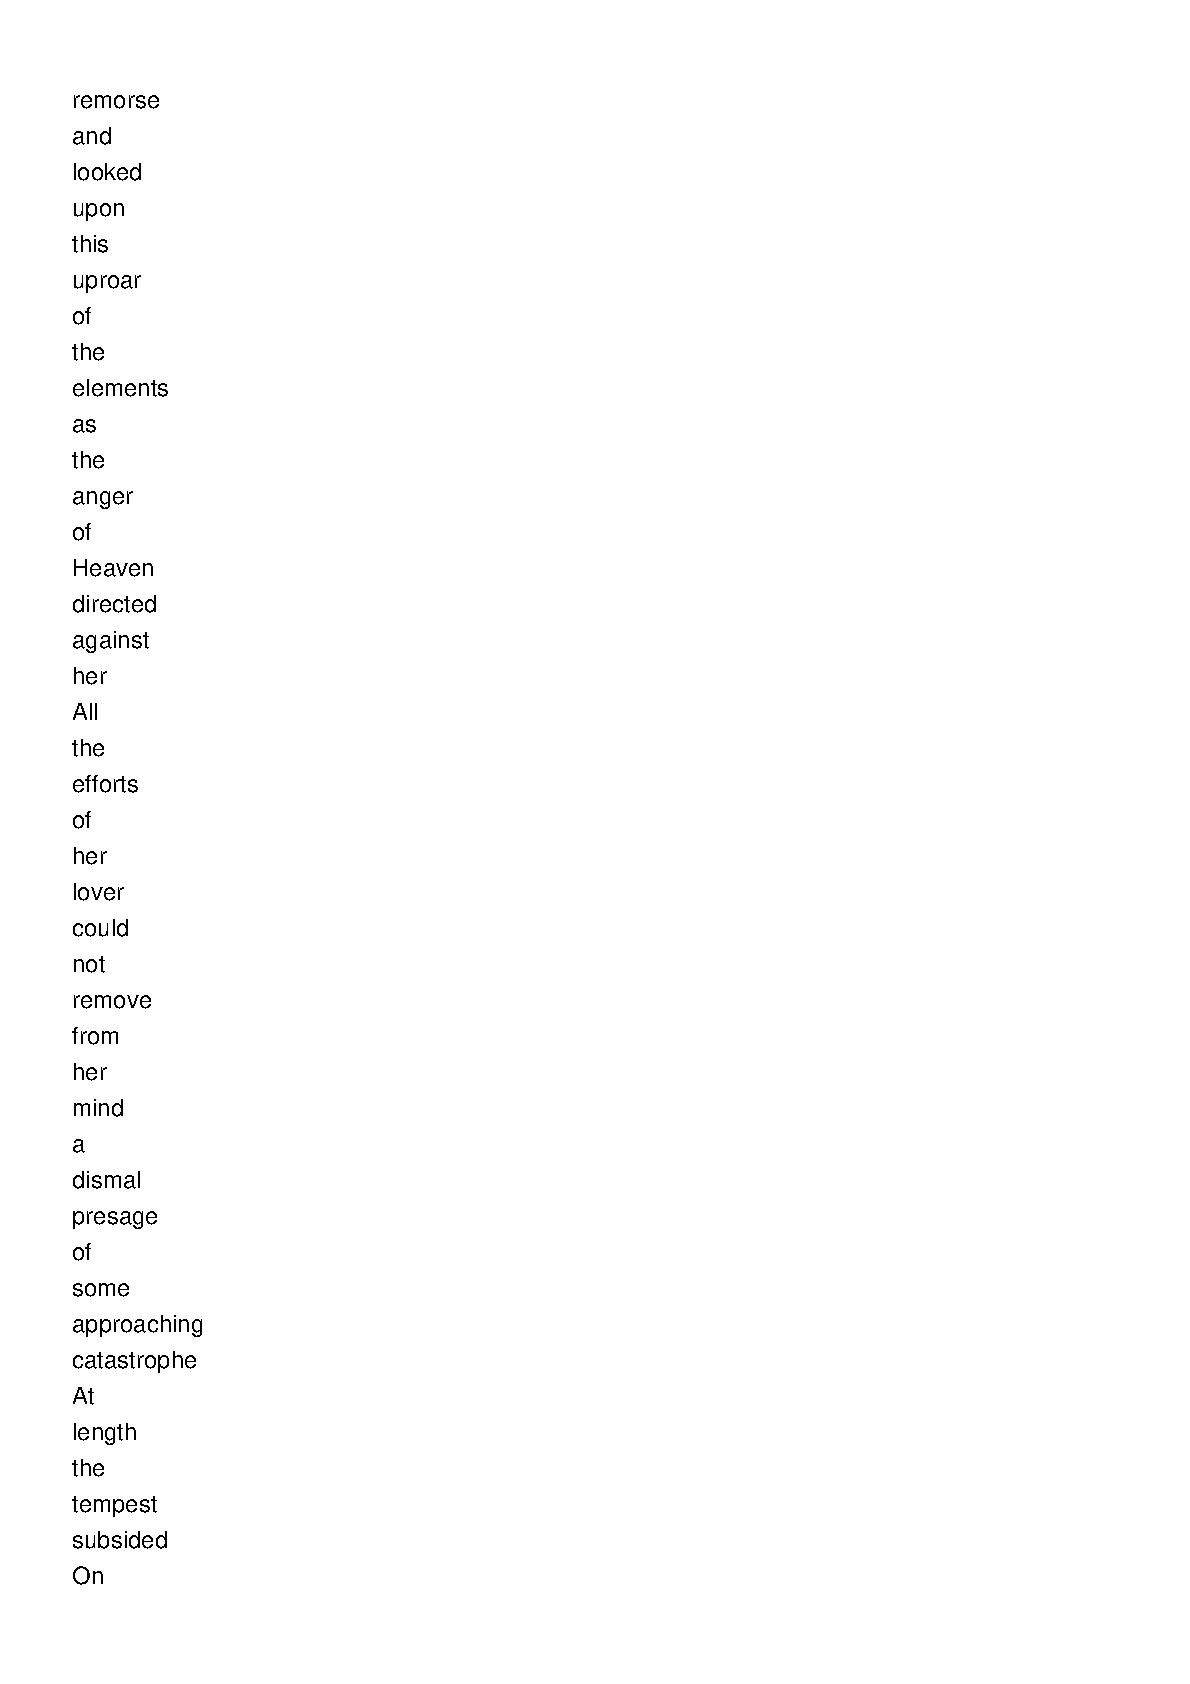 remorse
and
looked
upon
this
uproar
of
the
elements
as
the
anger
of
Heaven
directed
against
her
All
the
efforts
of
her
lover
could
not
remove
from
her
mind
a
dismal
presage
of
some
approaching
catastrophe
At
length
the
tempest
subsided
On